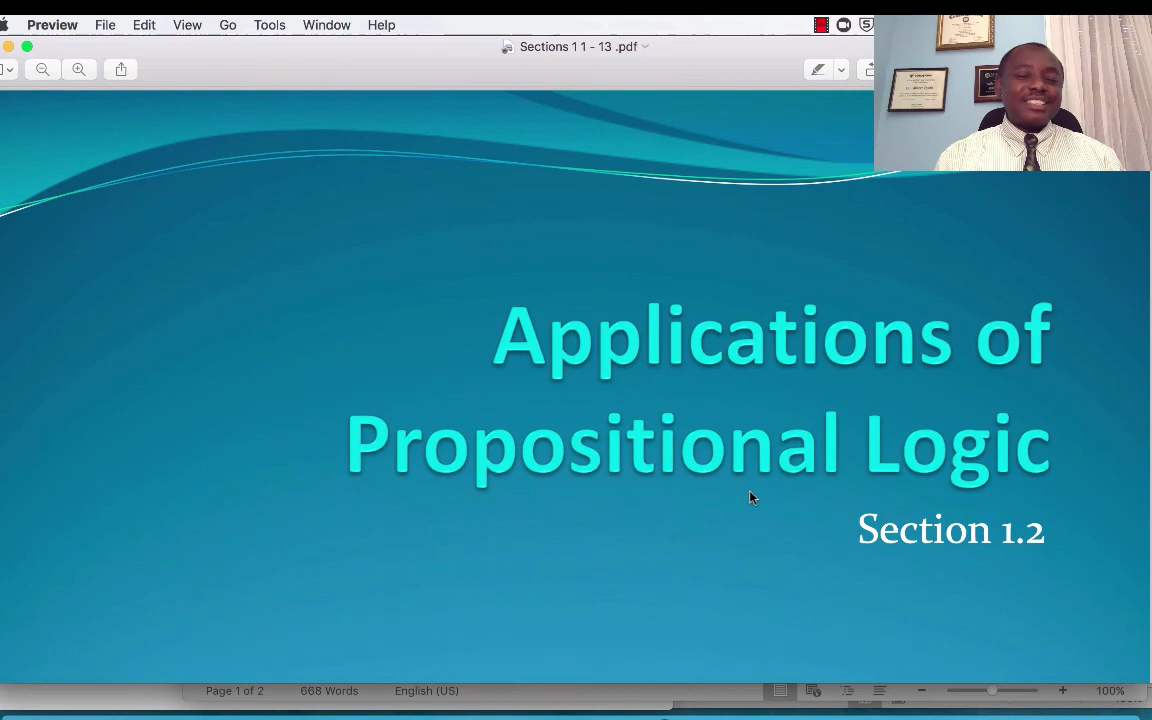 Preview File Edit View Go Tools Window Help
Sections 1 1 - 13 .pdf
Applications of
Propositional Logic
Section 1.2
Page 1 of 2 668 Words English (US) 100%